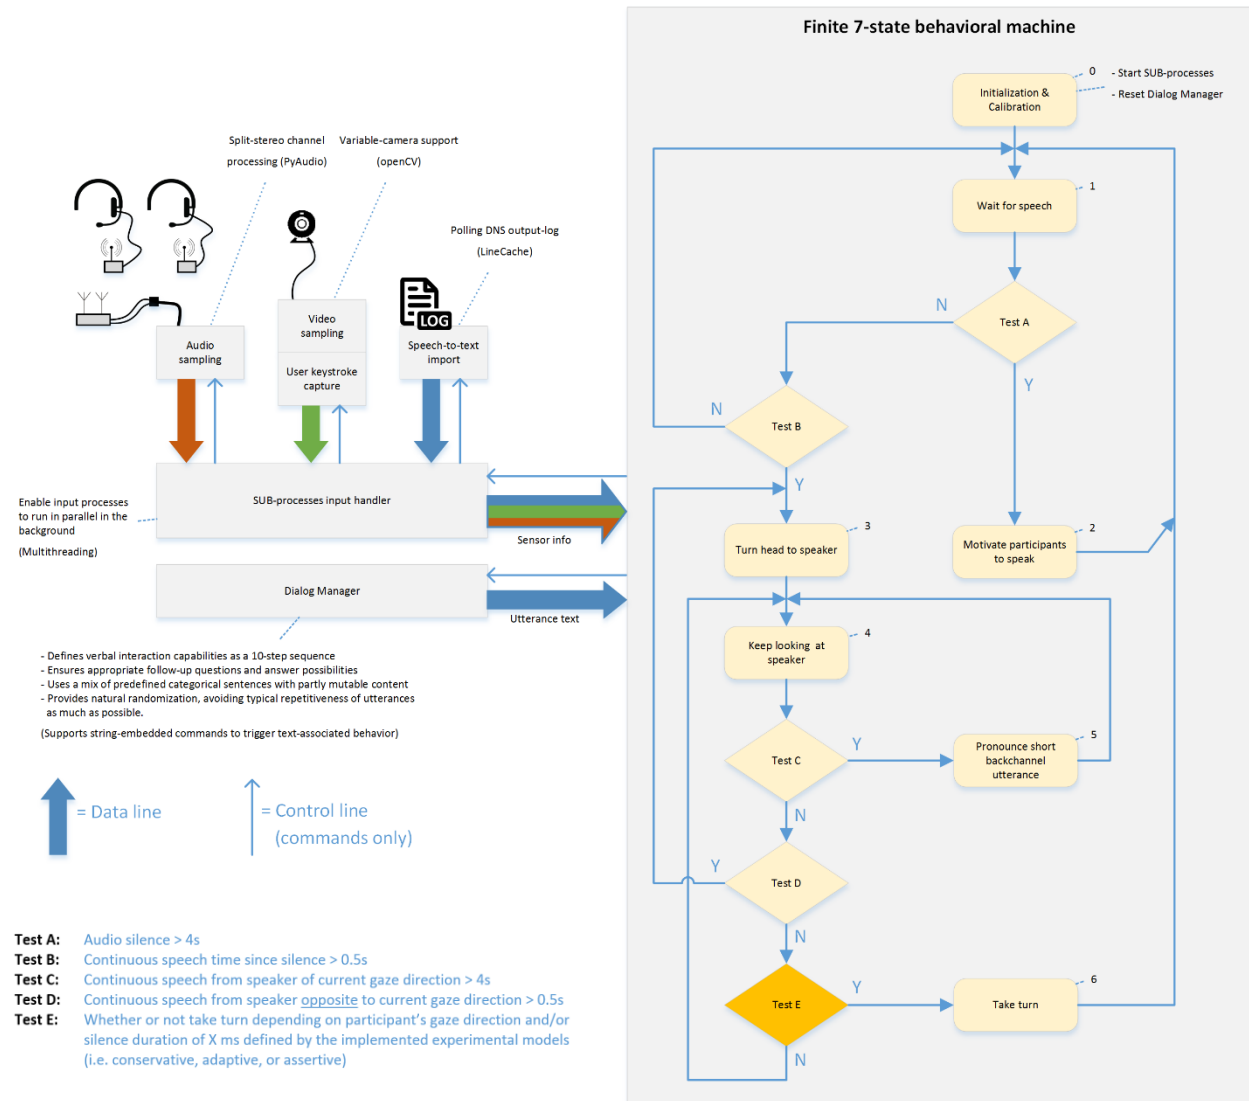 Finite 7-state behavioral machine
0
- Start SUB-processes
- Reset Dialog Manager
Initialization &
Calibration
Split-stereo channel
processing (PyAudio)
Variable-camera support
(openCV)
Polling DNS output-log
(LineCache)
LOG
Audio
sampling
Video
sampling
User keystroke
capture
Speech-to-text
import
SUB-processes input handler
Enable input processes
to run in parallel in the
background
(Multithreading)
Sensor info
Dialog Manager
Utterance text
- Defines verbal interaction capabilities as a 10-step sequence
- Ensures appropriate follow-up questions and answer possibilities
- Uses a mix of predefined categorical sentences with partly mutable content
- Provides natural randomization, avoiding typical repetitiveness of utterances
as much as possible.
(Supports string-embedded commands to trigger text-associated behavior)
= Data line
= Control line
(commands only)
1
Wait for speech
Test A
N
Y
Test B
N
Y
2
Motivate participants
to speak
3
Turn head to speaker
4
Keep looking at
speaker
Test C
Y
N
5
Pronounce short
backchannel
utterance
Test D
Y
N
Test E
Y
N
6
Take turn
Test A: Audio silence > 4s
Test B: Continuous speech time since silence > 0.5s
Test C: Continuous speech from speaker of current gaze direction > 4s
Test D: Continuous speech from speaker opposite to current gaze direction > 0.5s
Test E: Whether or not take turn depending on participant's gaze direction and/or
silence duration of X ms defined by the implemented experimental models
(i.e. conservative, adaptive, or assertive)